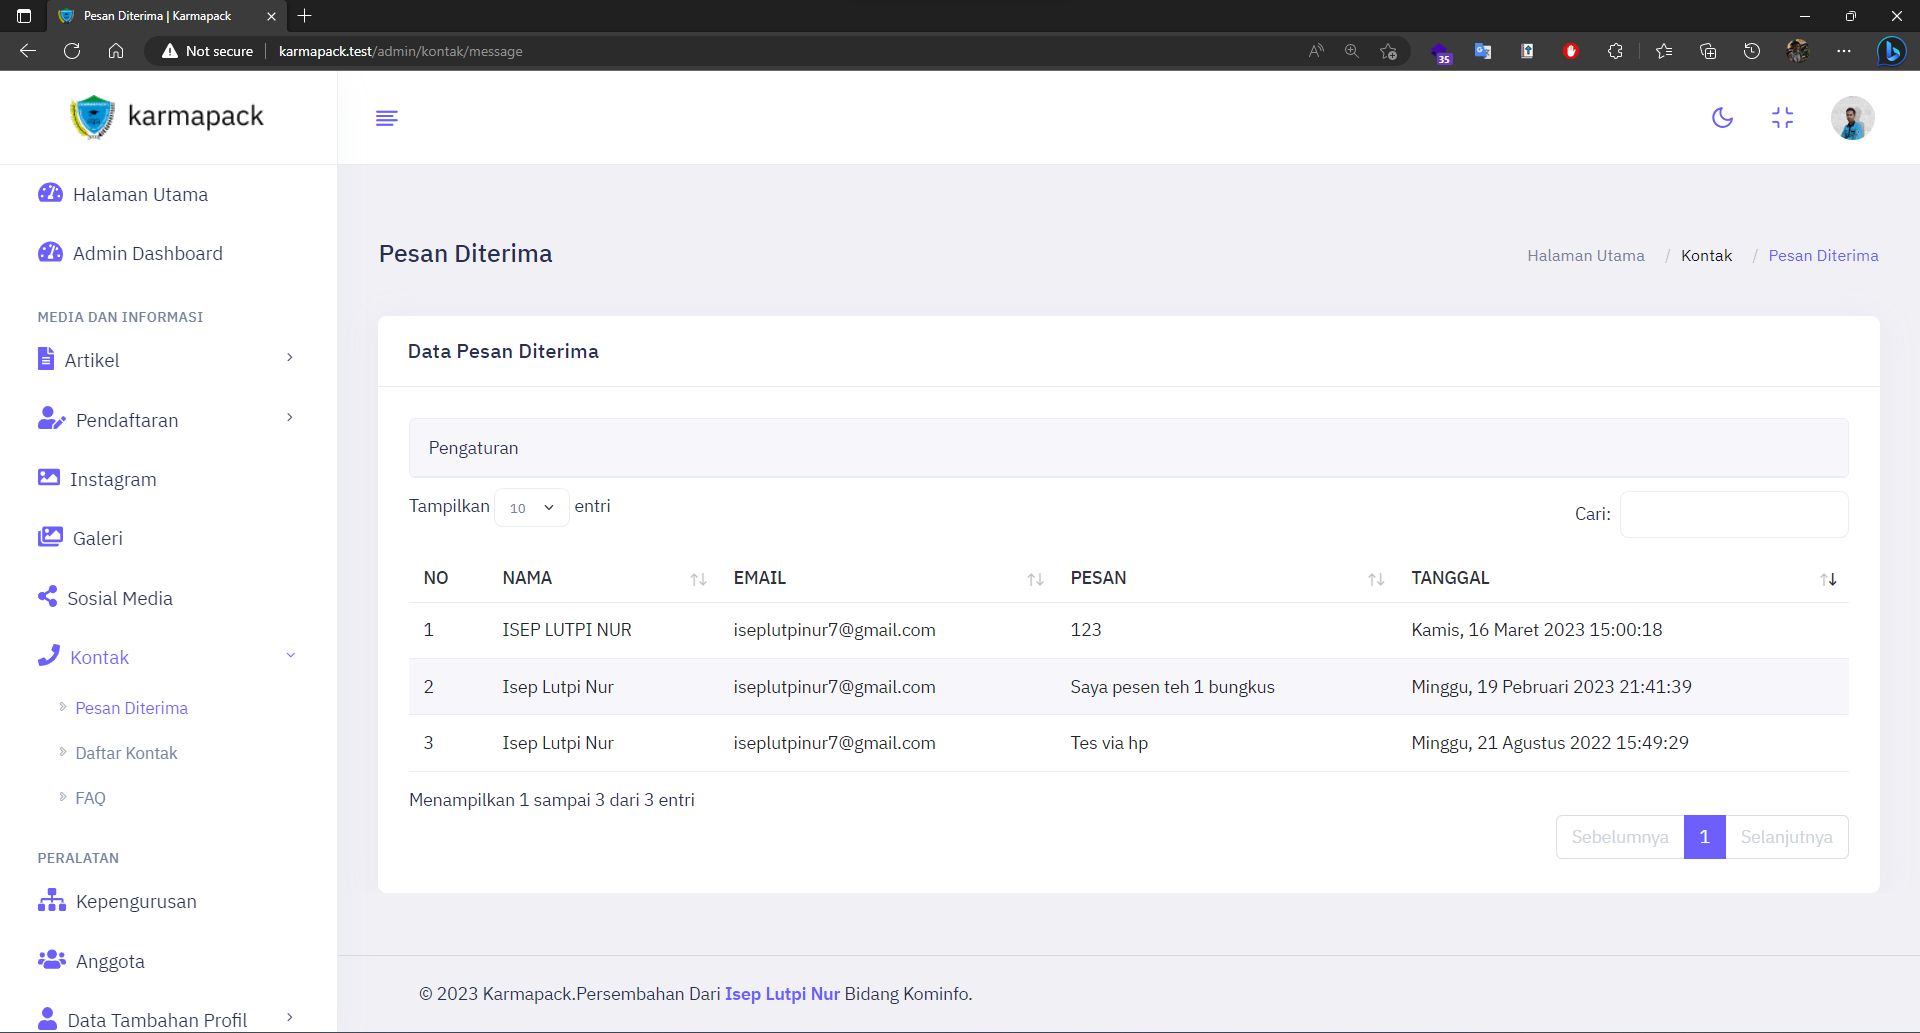 Pesan Diterima | Karmapack
Not secure
karmapack.test/admin/kontak/message
35
karmapack
Halaman Utama
Admin Dashboard
MEDIA DAN INFORMASI
Artikel
Pendaftaran
Instagram
Galeri
Sosial Media
Kontak
Pesan Diterima
Daftar Kontak
FAQ
PERALATAN
Kepengurusan
Anggota
Data Tambahan Profil
Pesan Diterima
Halaman Utama / Kontak / Pesan Diterima
Data Pesan Diterima
Pengaturan
Tampilkan 10 entri
Cari:
NO NAMA EMAIL PESAN TANGGAL
1 ISEP LUTPI NUR iseplutpinur7@gmail.com 123 Kamis, 16 Maret 2023 15:00:18
2 Isep Lutpi Nur iseplutpinur7@gmail.com Saya pesen teh 1 bungkus Minggu, 19 Pebruari 2023 21:41:39
3 Isep Lutpi Nur iseplutpinur7@gmail.com Tes via hp Minggu, 21 Agustus 2022 15:49:29
Menampilkan 1 sampai 3 dari 3 entri
Sebelumnya 1 Selanjutnya
© 2023 Karmapack.Persembahan Dari Isep Lutpi Nur Bidang Kominfo.